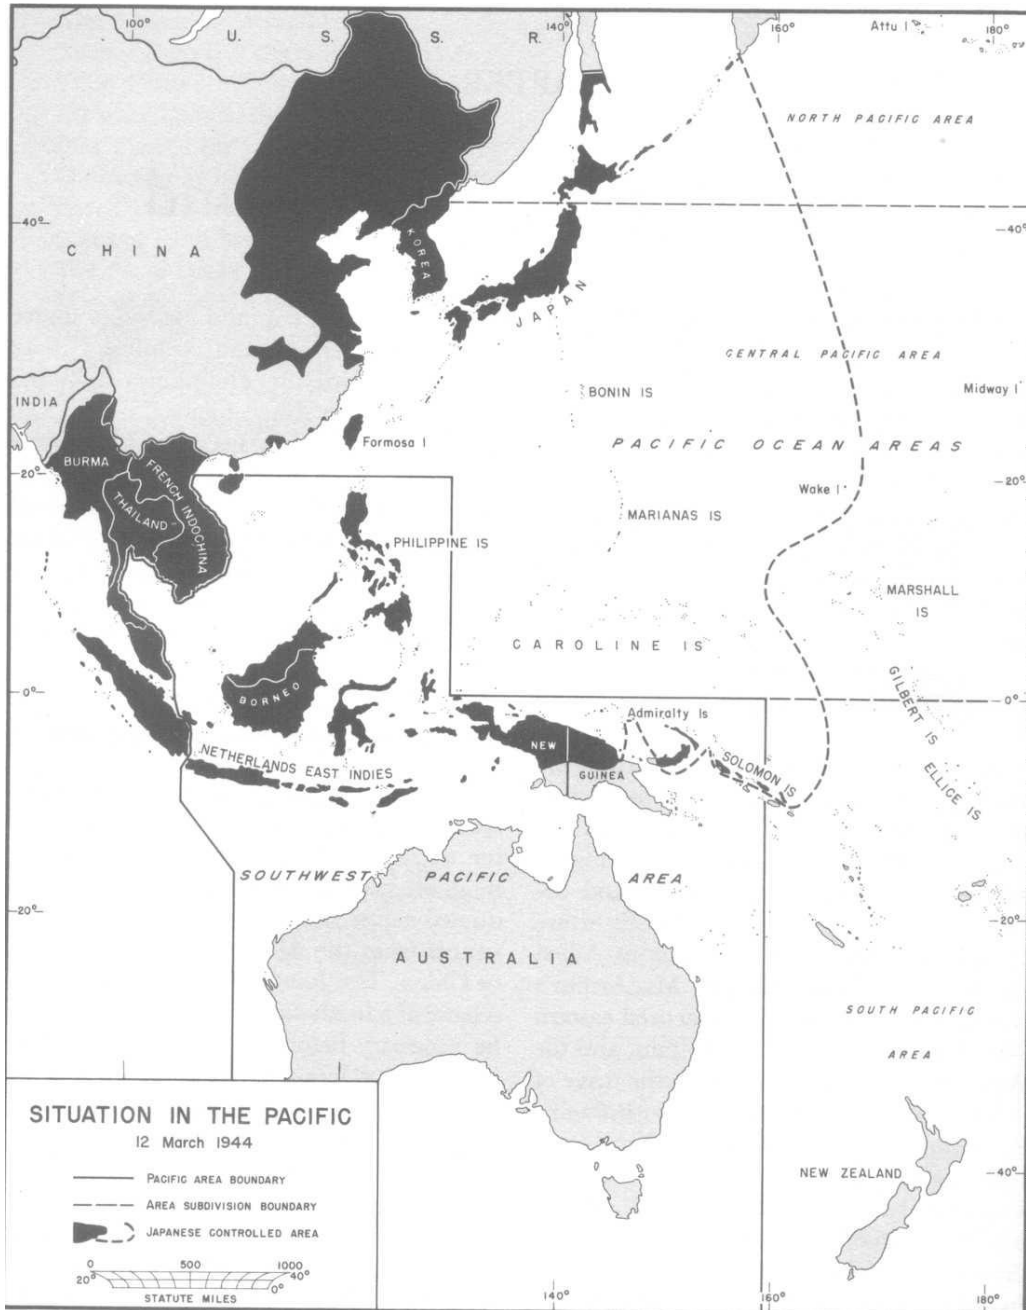 100°
140°
160°
180°
U. S. S. R.
Attu I
NORTH PACIFIC AREA
40°
40°
CHINA
KOREA
JAPAN
CENTRAL PACIFIC AREA
Midway I
INDIA
BONIN IS
PACIFIC OCEAN AREAS
Formosa I
BURMA
FRENCH INDOCHINA
20°
20°
Wake I
THAILAND
MARIANAS IS
PHILIPPINE IS
MARSHALL
IS
CAROLINE IS
0°
0°
BORNEO
GILBERT IS
Admiralty Is
NEW
GUINEA
SOLOMON IS
NETHERLANDS EAST INDIES
ELLICE IS
SOUTHWEST PACIFIC AREA
20°
20°
AUSTRALIA
SOUTH PACIFIC
AREA
SITUATION IN THE PACIFIC
12 March 1944
PACIFIC AREA BOUNDARY
AREA SUBDIVISION BOUNDARY
JAPANESE CONTROLLED AREA
0 500 1000
20° 40°
0°
STATUTE MILES
NEW ZEALAND
40°
140°
160°
180°